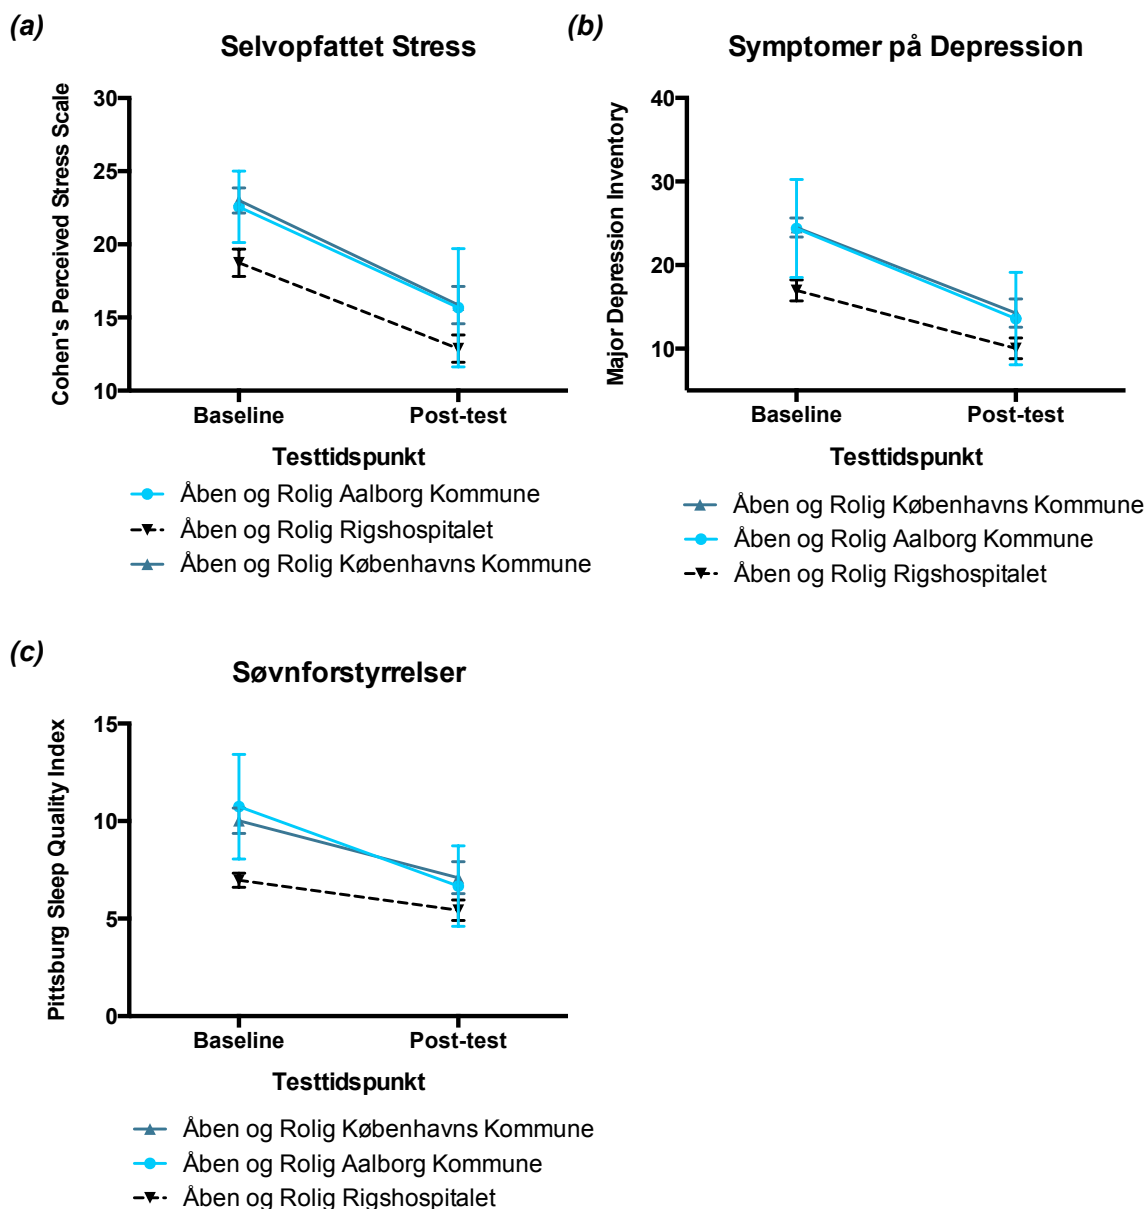 (a)
Selvopfattet Stress
Cohen's Perceived Stress Scale
30
25
20
15
10
Baseline
Post-test
Testtidspunkt
Åben og Rolig Aalborg Kommune
Åben og Rolig Rigshospitalet
Åben og Rolig Københavns Kommune
(b)
Symptomer på Depression
Major Depression Inventory
40
30
20
10
Baseline
Post-test
Testtidspunkt
Åben og Rolig Københavns Kommune
Åben og Rolig Aalborg Kommune
Åben og Rolig Rigshospitalet
(c)
Søvnforstyrrelser
Pittsburg Sleep Quality Index
15
10
5
0
Baseline
Post-test
Testtidspunkt
Åben og Rolig Københavns Kommune
Åben og Rolig Aalborg Kommune
Åben og Rolig Rigshospitalet